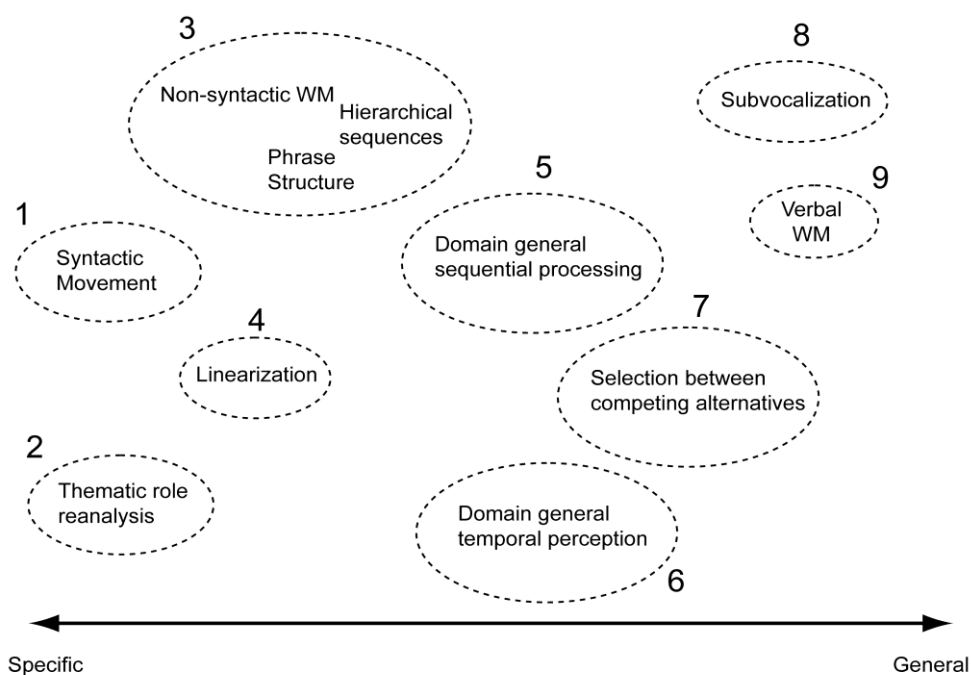 3
Non-syntactic WM
Hierarchical
sequences
Phrase
Structure
8
Subvocalization
5
Domain general
sequential processing
9
Verbal
WM
1
Syntactic
Movement
4
Linearization
7
Selection between
competing alternatives
2
Thematic role
reanalysis
Domain general
temporal perception
6
Specific
General